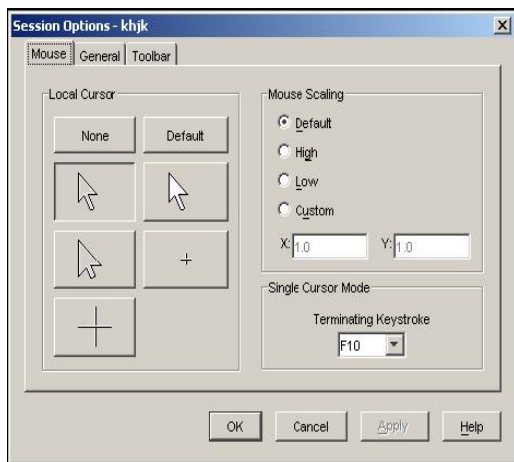 Session Options - khjk
Mouse General Toolbar
Local Cursor
None Default
Mouse Scaling
Default
High
Low
Custom
X: 1.0 Y: 1.0
Single Cursor Mode
Terminating Keystroke
F10
OK Cancel Apply Help